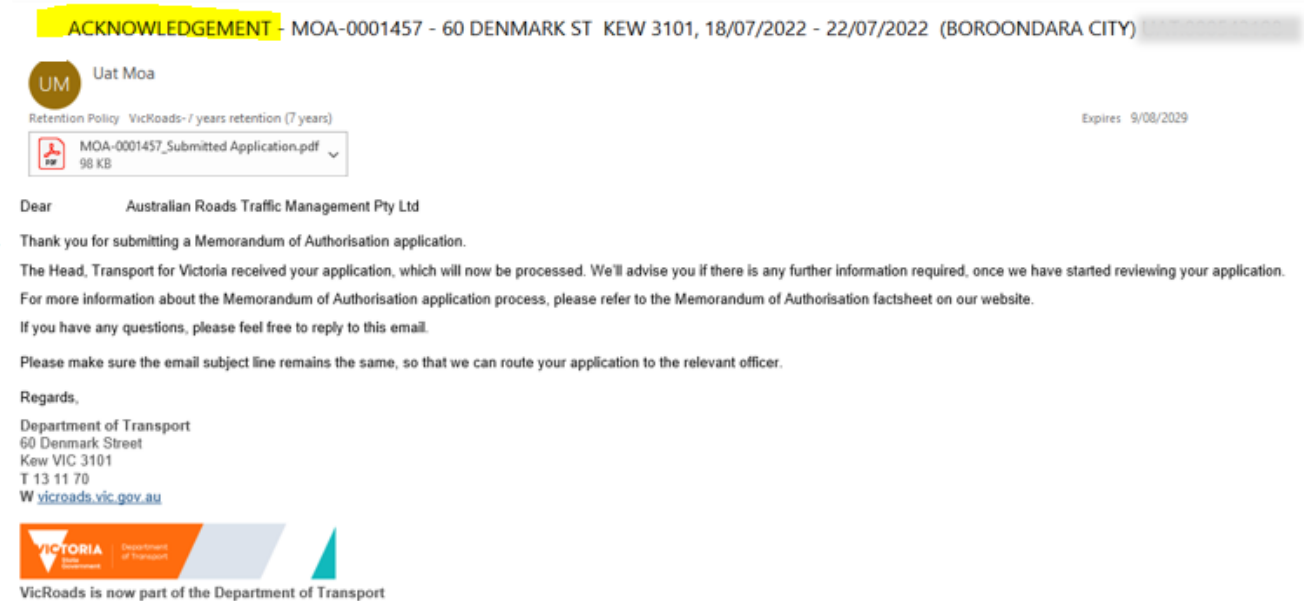 ACKNOWLEDGEMENT - MOA-0001457 - 60 DENMARK ST KEW 3101, 18/07/2022 - 22/07/2022 (BOROONDARA CITY)
UM
Uat Moa
Retention Policy VicRoads- 7 years retention (7 years)
Expires 9/08/2029
MOA-0001457_Submitted Application.pdf
PDF
98 KB
Dear Australian Roads Traffic Management Pty Ltd
Thank you for submitting a Memorandum of Authorisation application.
The Head, Transport for Victoria received your application, which will now be processed. We'll advise you if there is any further information required, once we have started reviewing your application.
For more information about the Memorandum of Authorisation application process, please refer to the Memorandum of Authorisation factsheet on our website.
If you have any questions, please feel free to reply to this email.
Please make sure the email subject line remains the same, so that we can route your application to the relevant officer.
Regards,
Department of Transport
60 Denmark Street
Kew VIC 3101
T 13 11 70
W vicroads.vic.gov.au
VICTORIA
State
Government
Department
of Transport
VicRoads is now part of the Department of Transport